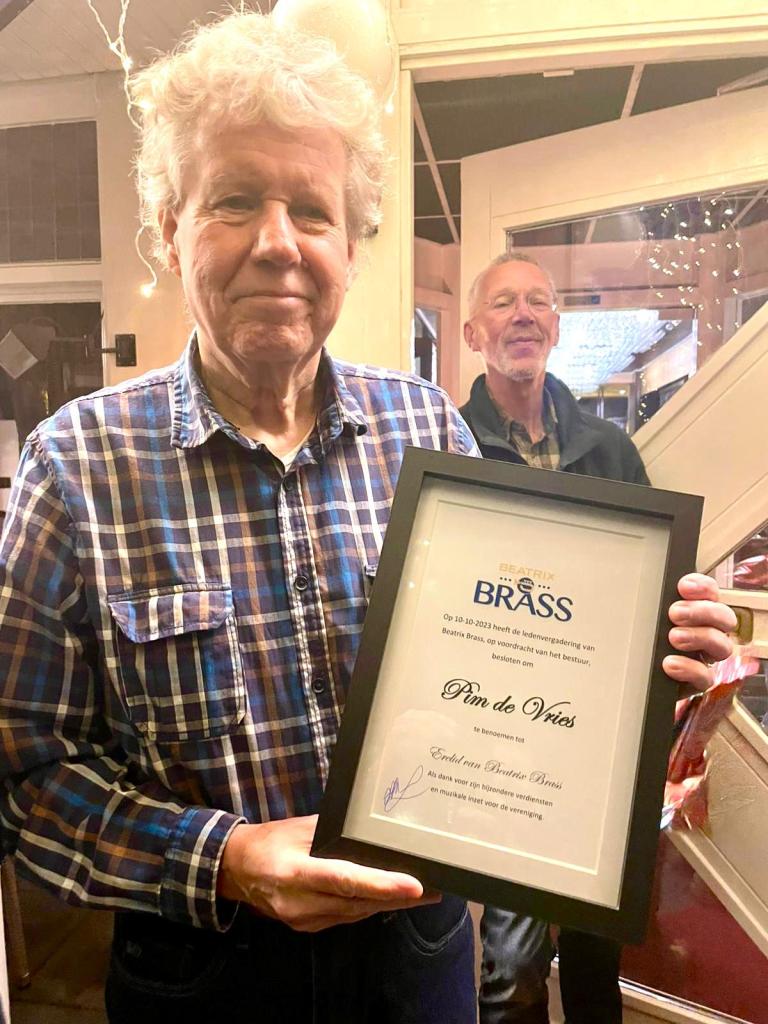 BEATRIX
BRASS
Op 10-10-2023 heeft de ledenvergadering van
Beatrix Brass, op voordracht van het bestuur,
besloten om
Pim de Vries
te benoemen tot
Erelid van Beatrix Brass
Als dank voor zijn bijzondere verdiensten
en muzikale inzet voor de vereniging.